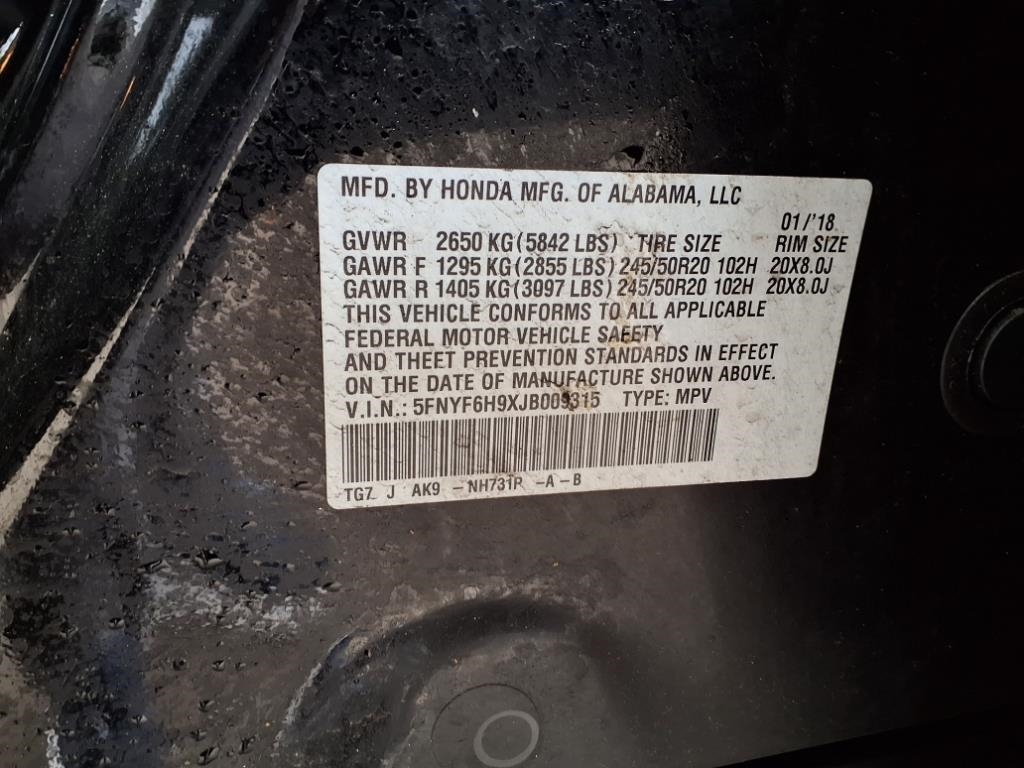 MFD. BY HONDA MFG. OF ALABAMA, LLC
01/'18
GVWR 2650 KG(5842 LBS) TIRE SIZE RIM SIZE
GAWR F 1295 KG(2855 LBS) 245/50R20 102H 20X8.0J
GAWR R 1405 KG(3097 LBS) 245/50R20 102H 20X8.0J
THIS VEHICLE CONFORMS TO ALL APPLICABLE
FEDERAL MOTOR VEHICLE SAFETY
AND THEFT PREVENTION STANDARDS IN EFFECT
ON THE DATE OF MANUFACTURE SHOWN ABOVE.
V.I.N.: 5FNYF6H9XJB009315 TYPE: MPV
TG7 J AK9 -NH731P -A-B